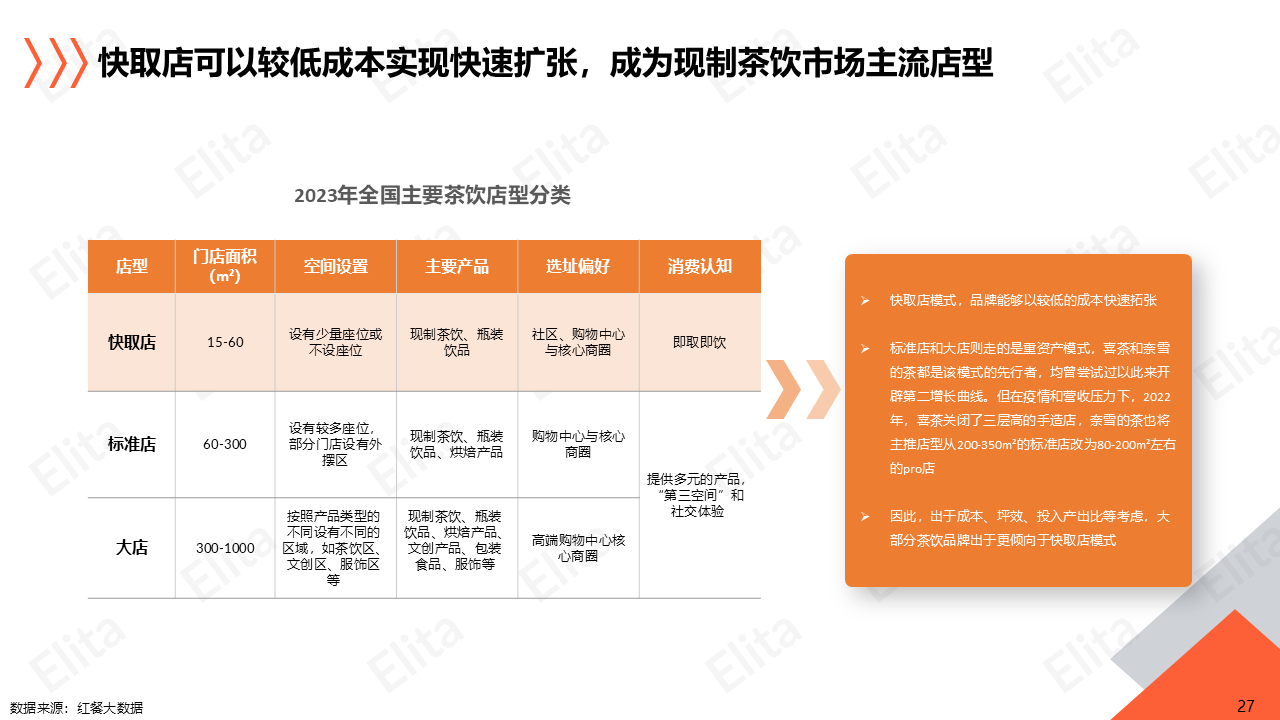 快取店可以较低成本实现快速扩张，成为现制茶饮市场主流店型
2023年全国主要茶饮店型分类
店型
门店面积
(m²)
空间设置
主要产品
选址偏好
消费认知
快取店
15-60
设有少量座位或
不设座位
现制茶饮、瓶装
饮品
社区、购物中心
与核心商圈
即取即饮
标准店
60-300
设有较多座位，
部分门店设有外
摆区
现制茶饮、瓶装
饮品、烘焙产品
购物中心与核心
商圈
提供多元的产品，
“第三空间”和
社交体验
大店
300-1000
按照产品类型的
不同设有不同的
区域，如茶饮区、
文创区、服饰区
等
现制茶饮、瓶装
饮品、烘焙产品、
文创产品、包装
食品、服饰等
高端购物中心核
心商圈
快取店模式，品牌能够以较低的成本快速拓张
标准店和大店则走的是重资产模式，喜茶和奈雪
的茶都是该模式的先行者，均曾尝试过以此来开
辟第二增长曲线。但在疫情和营收压力下，2022
年，喜茶关闭了三层高的手造店，奈雪的茶也将
主推店型从200-350m²的标准店改为80-200m²左右
的pro店
因此，出于成本、坪效、投入产出比等考虑，大
部分茶饮品牌出于更倾向于快取店模式
数据来源：红餐大数据
27
Elita